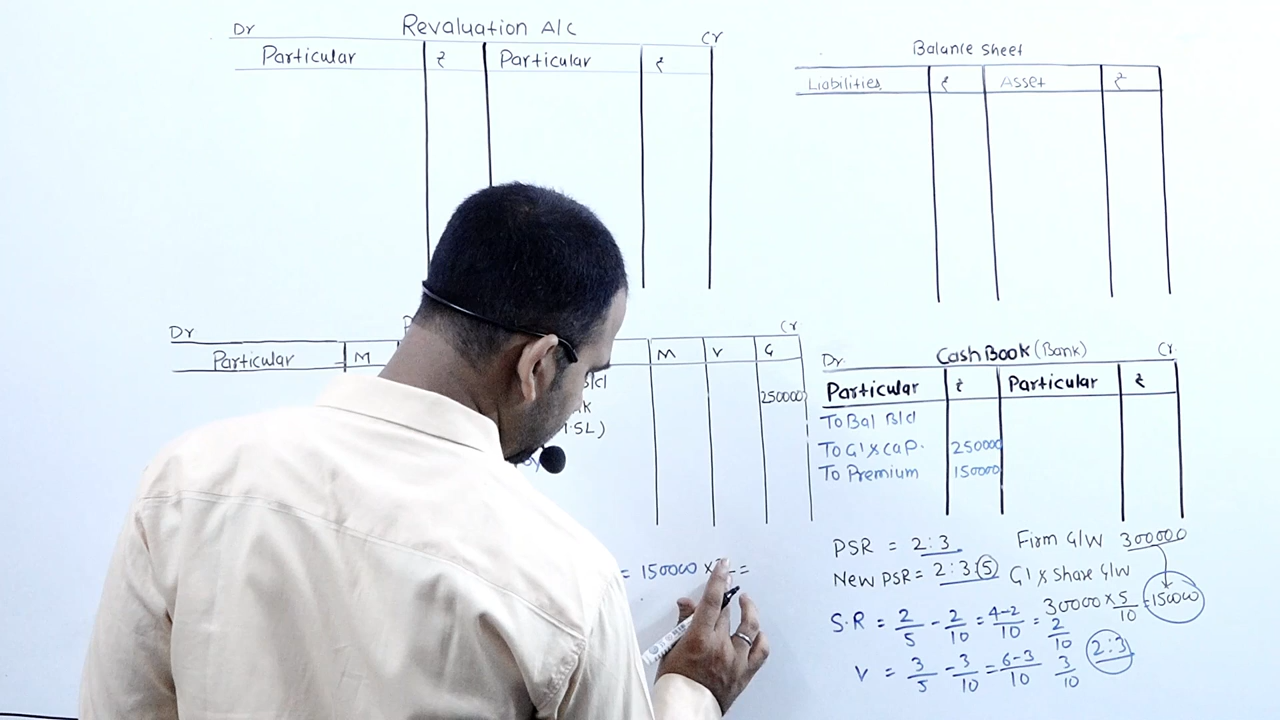 Dr Revaluation A/C Cr
Particular ₹ Particular ₹
Balance Sheet
Liabilities ₹ Asset ₹
Dr Cr
Particular M M V G
B/d 250000
1.5L)
= 150000 × =
Dr. Cash Book (Bank) Cr.
Particular ₹ Particular ₹
To Bal B/d
To G's Cap. 250000
To Premium 150000
PSR = 2:3 Firm G/W 300000
New PSR = 2:3:5 G's Share G/W
30000 × 5/10 = 150000
S.R = 2/5 - 2/10 = 4-2/10 = 2/10
V = 3/5 - 3/10 = 6-3/10 3/10 2:3